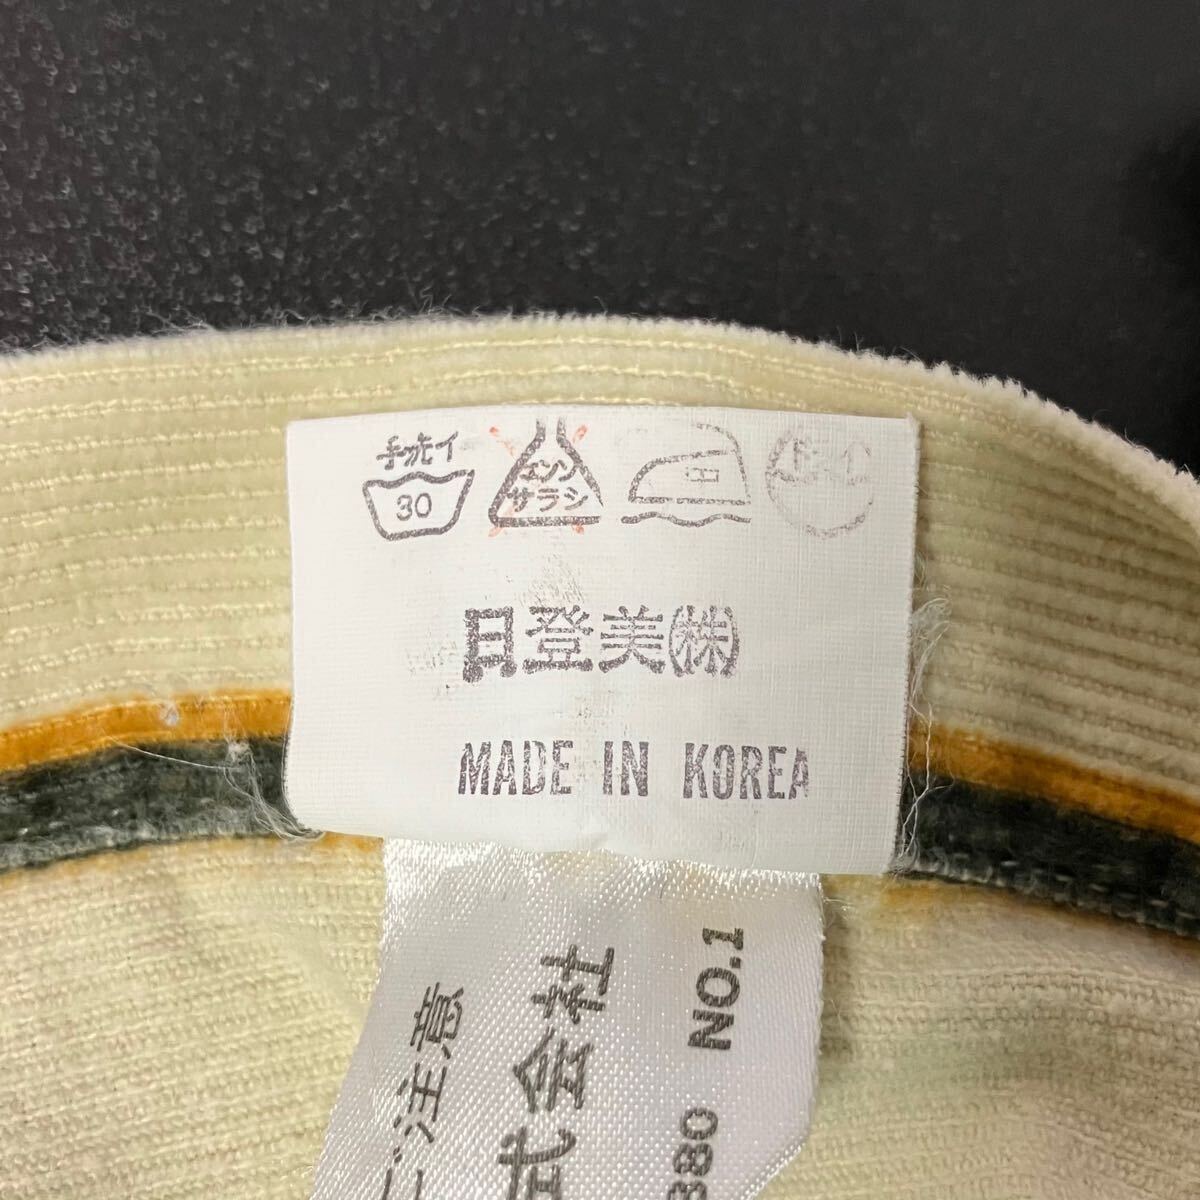 手洗イ
30
エンソ
サラシ
日登美㈱
MADE IN KOREA
ご注意
式会社
380 NO.1